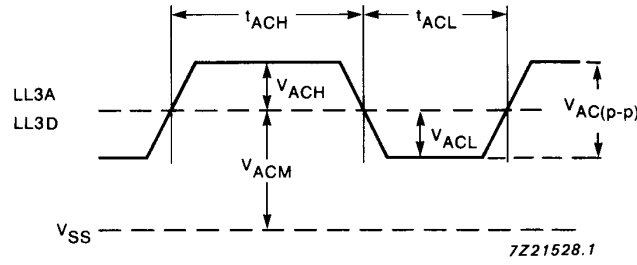 tACH
tACL
LL3A
LL3D
VACH
VACL
VAC(p-p)
VACM
VSS
7Z21528.1